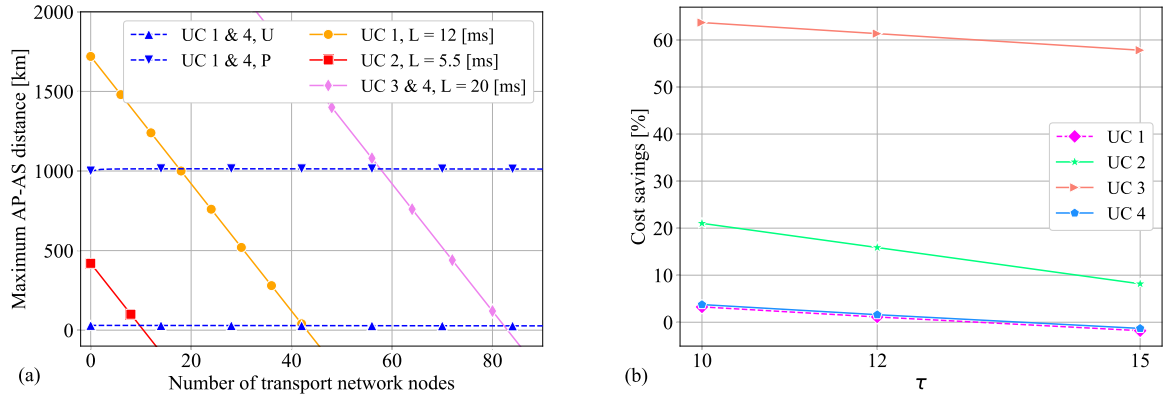 2000
1500
1000
500
0
Maximum AP-AS distance [km]
UC 1 & 4, U
UC 1 & 4, P
UC 1, L = 12 [ms]
UC 2, L = 5.5 [ms]
UC 3 & 4, L = 20 [ms]
0 20 40 60 80
Number of transport network nodes
(a)
60
50
40
30
20
10
0
Cost savings [%]
UC 1
UC 2
UC 3
UC 4
10 12 15
τ
(b)